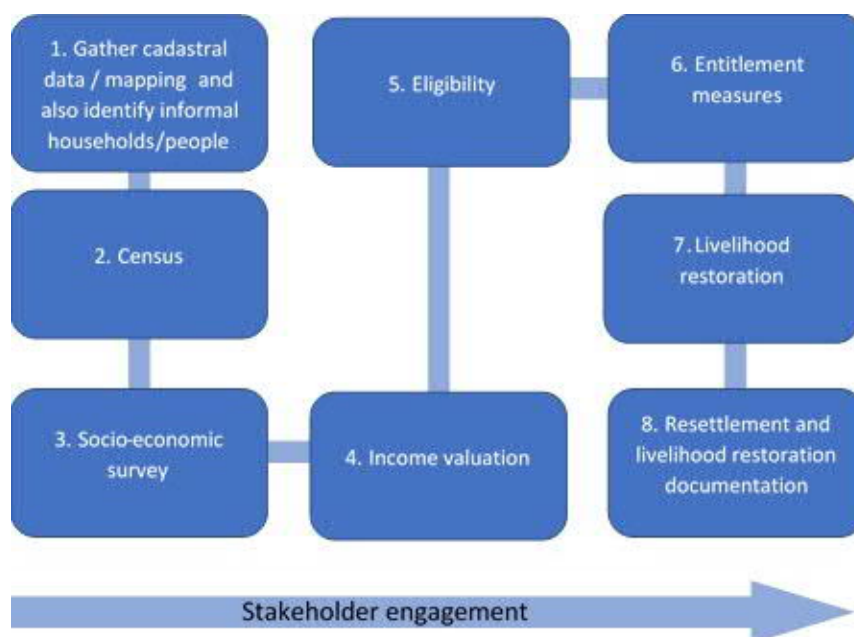 1. Gather cadastral
data / mapping and
also identify informal
households/people
2. Census
3. Socio-economic
survey
4. Income valuation
5. Eligibility
6. Entitlement
measures
7. Livelihood
restoration
8. Resettlement and
livelihood restoration
documentation
Stakeholder engagement